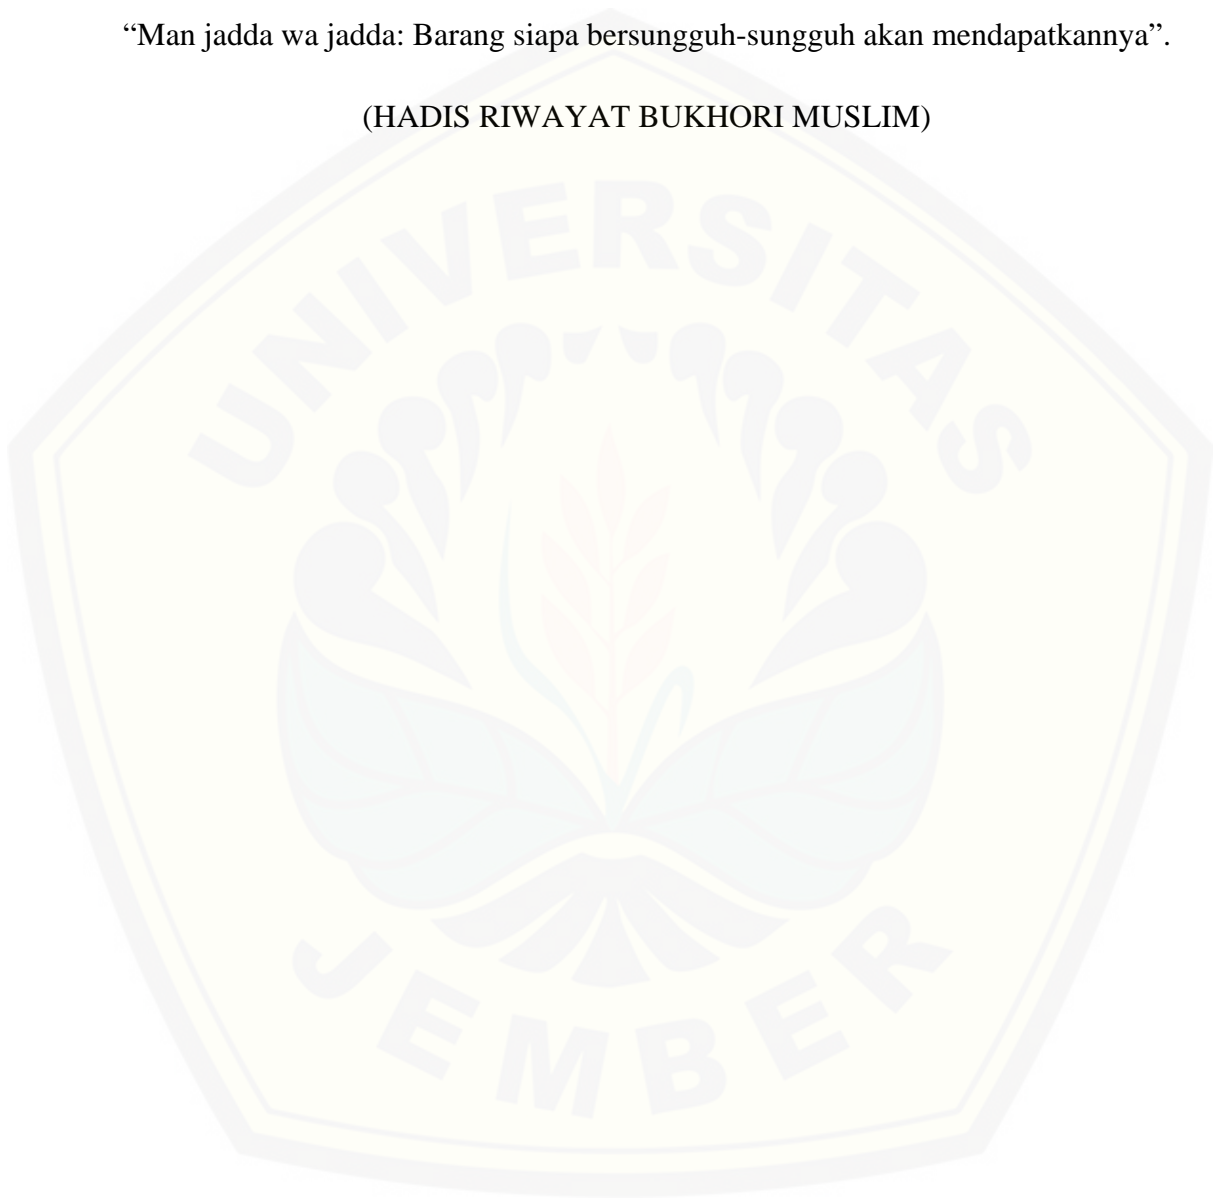 “Man jadda wa jadda: Barang siapa bersungguh-sungguh akan mendapatkannya”.
(HADIS RIWAYAT BUKHORI MUSLIM)
UNIVERSITAS
JEMBER